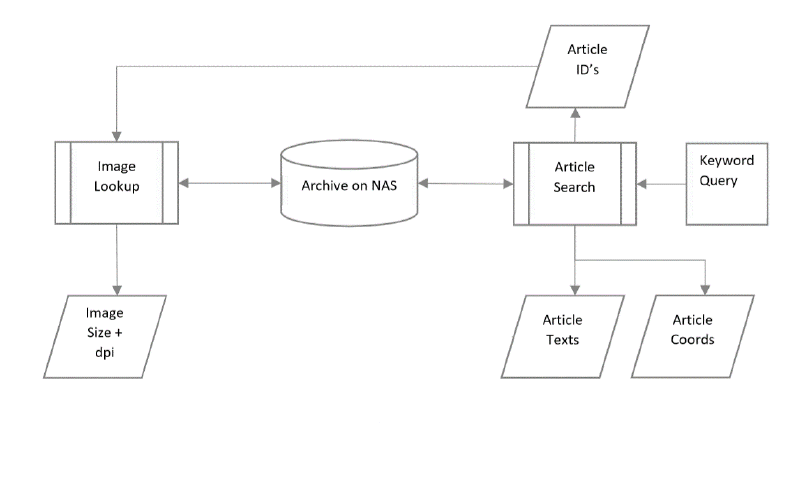 Article
ID's
Image
Lookup
Archive on NAS
Article
Search
Keyword
Query
Image
Size +
dpi
Article
Texts
Article
Coords